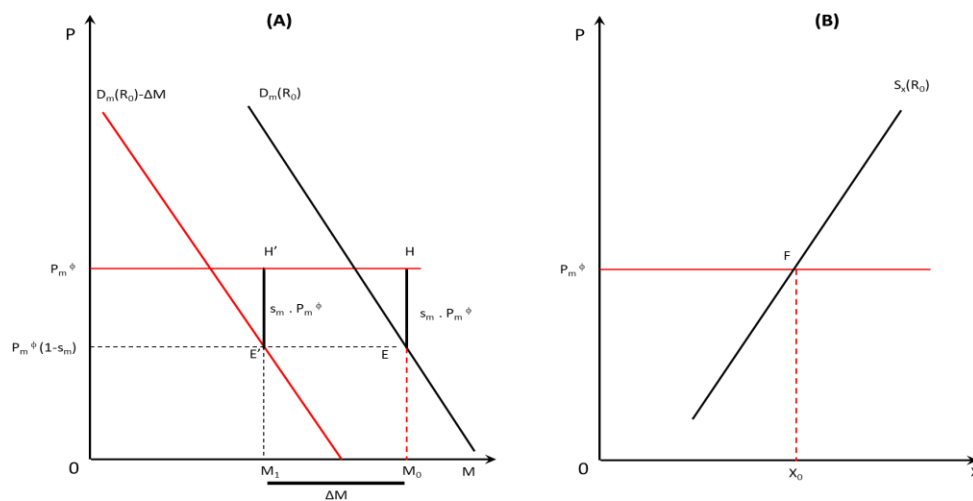 (A)
P
Dₘ(R₀)-ΔM
Dₘ(R₀)
H’
H
Pₘ ᶲ
sₘ . Pₘ ᶲ
sₘ . Pₘ ᶲ
Pₘ ᶲ (1-sₘ)
E’
E
0
M₁
M₀
M
ΔM
(B)
P
Sₓ(R₀)
F
Pₘ ᶲ
0
X₀